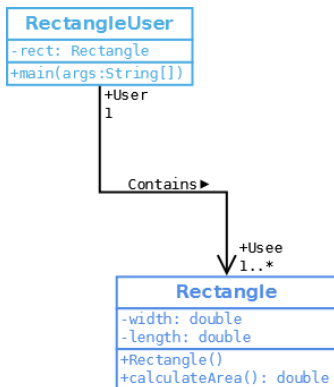 RectangleUser
-rect: Rectangle
+main(args:String[])
+User
1
Contains►
+Usee
1..*
Rectangle
-width: double
-length: double
+Rectangle()
+calculateArea(): double